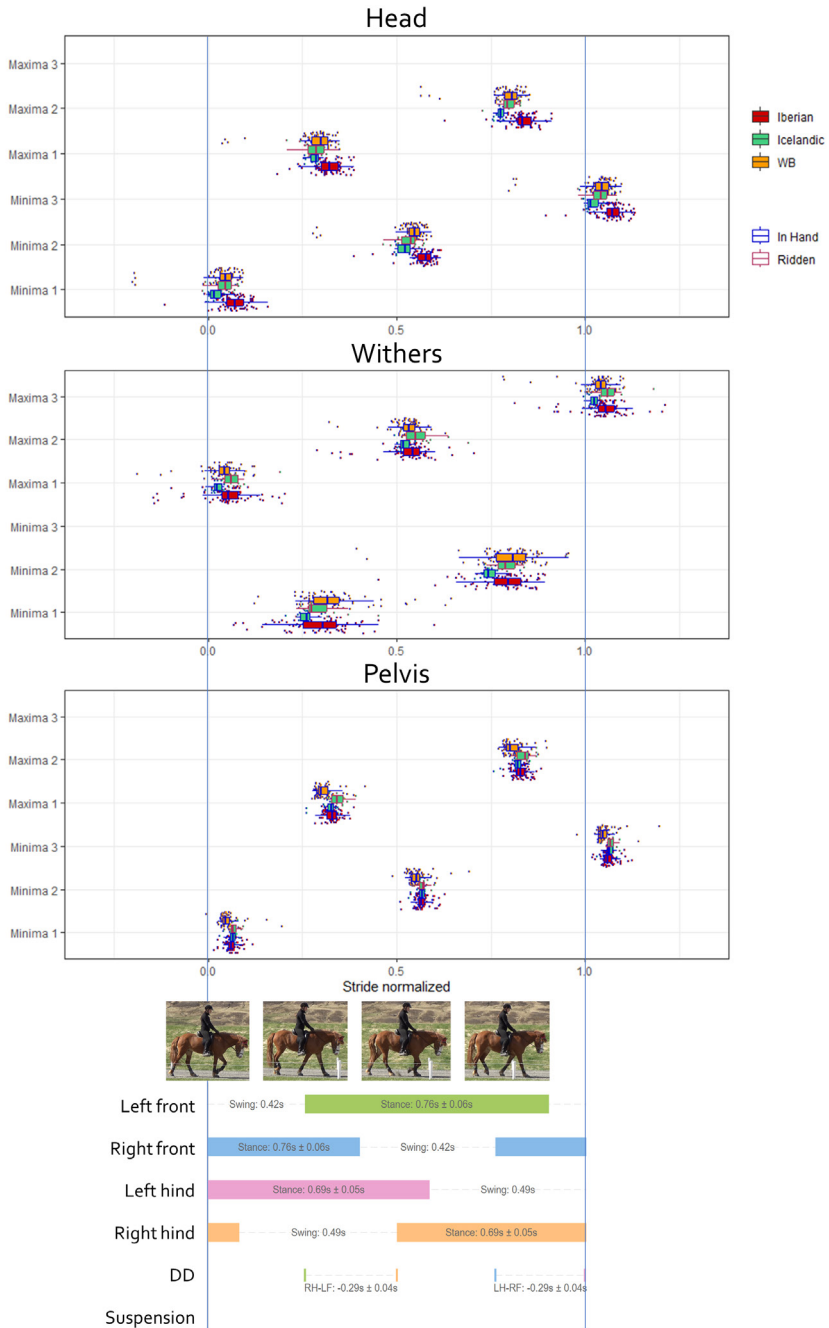 Head
Maxima 3
Maxima 2
Maxima 1
Minima 3
Minima 2
Minima 1
0.0 0.5 1.0
Iberian
Icelandic
WB
In Hand
Ridden
Withers
Maxima 3
Maxima 2
Maxima 1
Minima 3
Minima 2
Minima 1
0.0 0.5 1.0
Pelvis
Maxima 3
Maxima 2
Maxima 1
Minima 3
Minima 2
Minima 1
0.0 0.5 1.0
Stride normalized
Left front Swing: 0.42s Stance: 0.76s ± 0.06s
Right front Stance: 0.76s ± 0.06s Swing: 0.42s
Left hind Stance: 0.69s ± 0.05s Swing: 0.49s
Right hind Swing: 0.49s Stance: 0.69s ± 0.05s
DD RH-LF: -0.29s ± 0.04s LH-RF: -0.29s ± 0.04s
Suspension